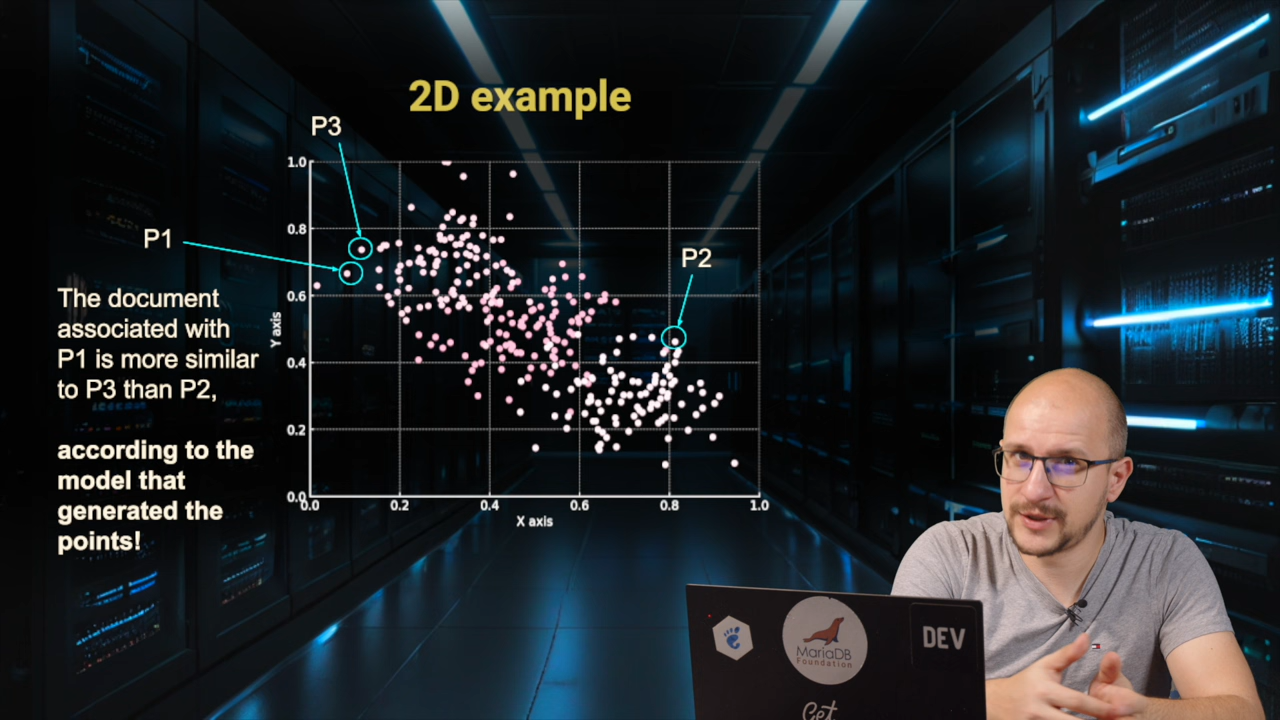 2D example
P3
P1
P2
The document
associated with
P1 is more similar
to P3 than P2,
according to the
model that
generated the
points!
1.0
0.8
0.6
0.4
0.2
0.0
Y axis
0.0 0.2 0.4 0.6 0.8 1.0
X axis
MariaDB
Foundation
DEV
Get